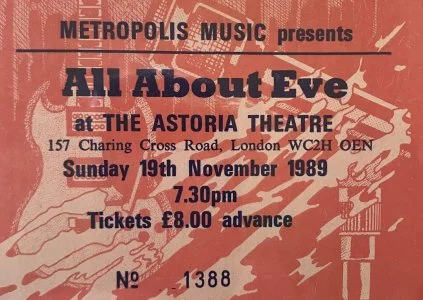 METROPOLIS MUSIC presents
All About Eve
at THE ASTORIA THEATRE
157 Charing Cross Road, London WC2H OEN
Sunday 19th November 1989
7.30pm
Tickets £8.00 advance
Nº 1388